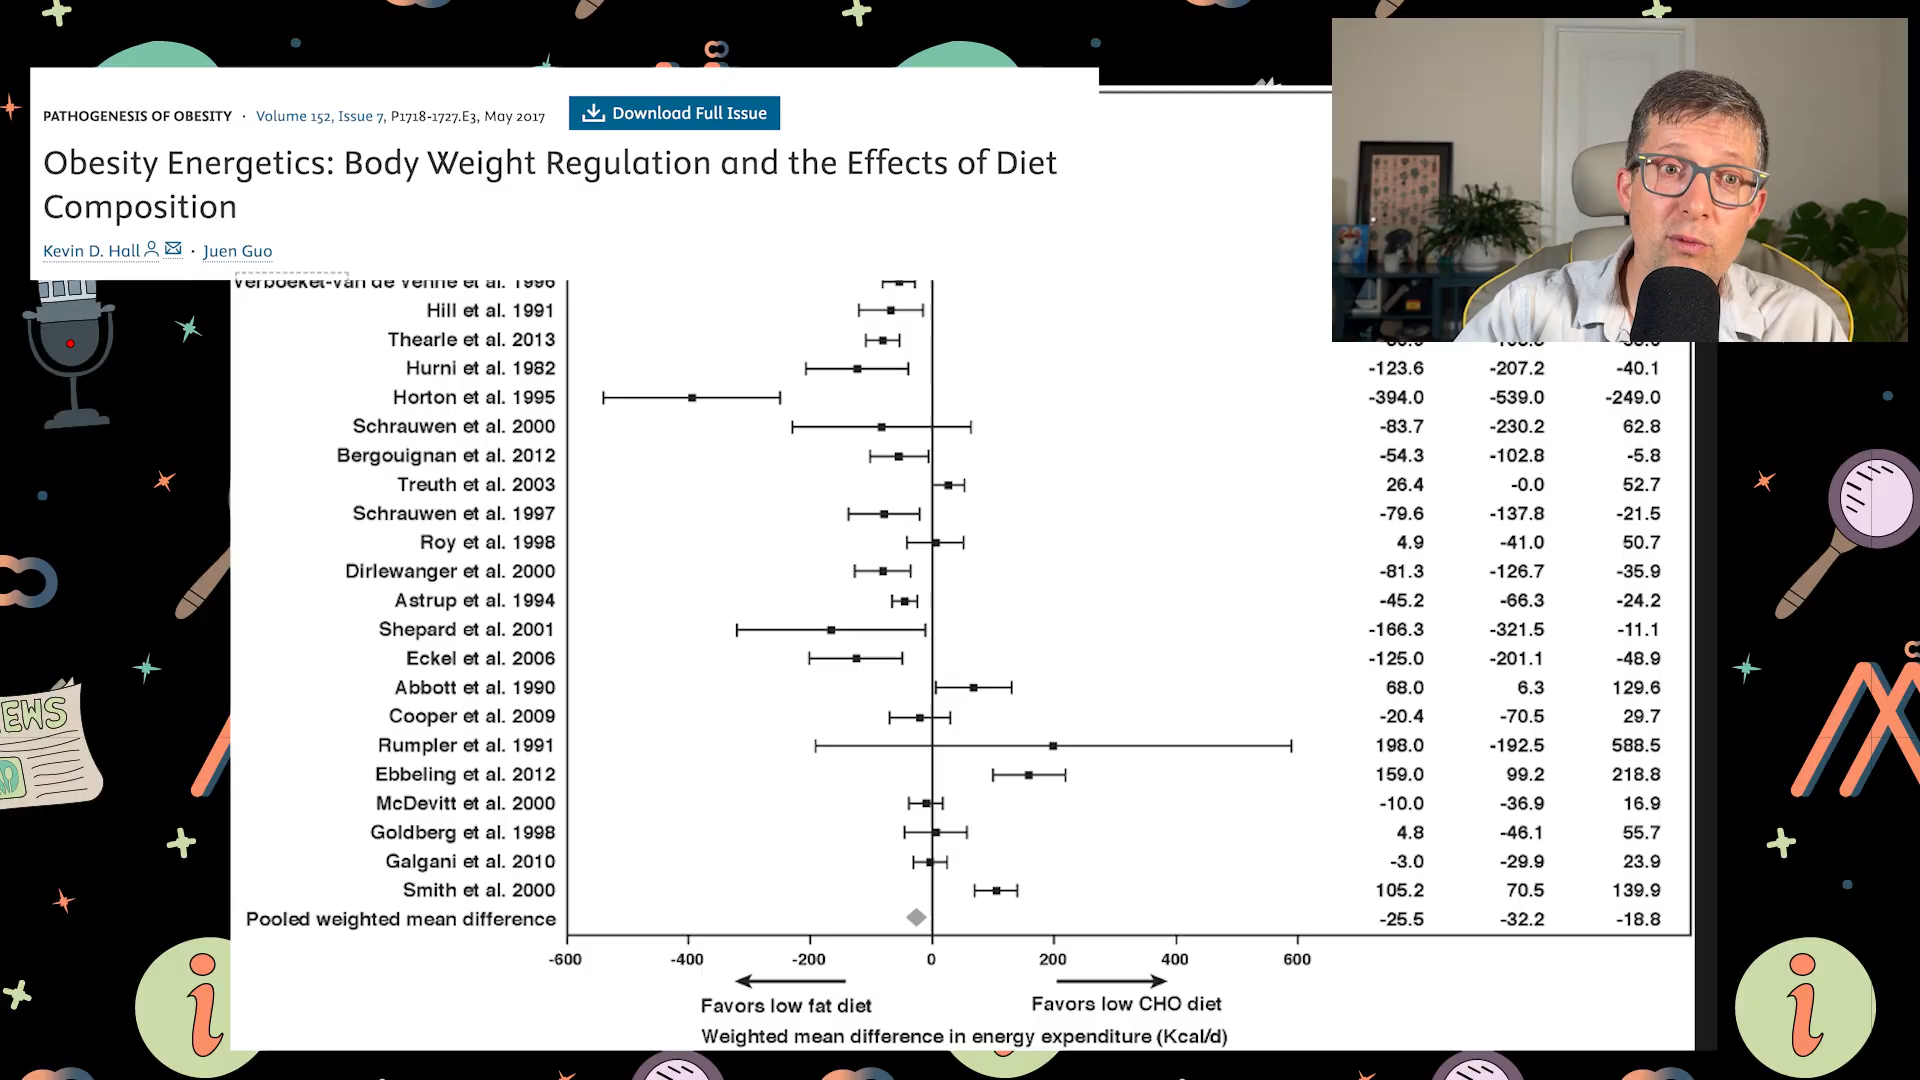 PATHOGENESIS OF OBESITY · Volume 152, Issue 7, P1718-1727.E3, May 2017 Download Full Issue
Obesity Energetics: Body Weight Regulation and the Effects of Diet
Composition
Kevin D. Hall · Juen Guo
Verboeket-van de Venne et al. 1996
Hill et al. 1991
Thearle et al. 2013
Hurni et al. 1982 -123.6 -207.2 -40.1
Horton et al. 1995 -394.0 -539.0 -249.0
Schrauwen et al. 2000 -83.7 -230.2 62.8
Bergouignan et al. 2012 -54.3 -102.8 -5.8
Treuth et al. 2003 26.4 -0.0 52.7
Schrauwen et al. 1997 -79.6 -137.8 -21.5
Roy et al. 1998 4.9 -41.0 50.7
Dirlewanger et al. 2000 -81.3 -126.7 -35.9
Astrup et al. 1994 -45.2 -66.3 -24.2
Shepard et al. 2001 -166.3 -321.5 -11.1
Eckel et al. 2006 -125.0 -201.1 -48.9
Abbott et al. 1990 68.0 6.3 129.6
Cooper et al. 2009 -20.4 -70.5 29.7
Rumpler et al. 1991 198.0 -192.5 588.5
Ebbeling et al. 2012 159.0 99.2 218.8
McDevitt et al. 2000 -10.0 -36.9 16.9
Goldberg et al. 1998 4.8 -46.1 55.7
Galgani et al. 2010 -3.0 -29.9 23.9
Smith et al. 2000 105.2 70.5 139.9
Pooled weighted mean difference -25.5 -32.2 -18.8
-600 -400 -200 0 200 400 600
Favors low fat diet Favors low CHO diet
Weighted mean difference in energy expenditure (Kcal/d)
EWS